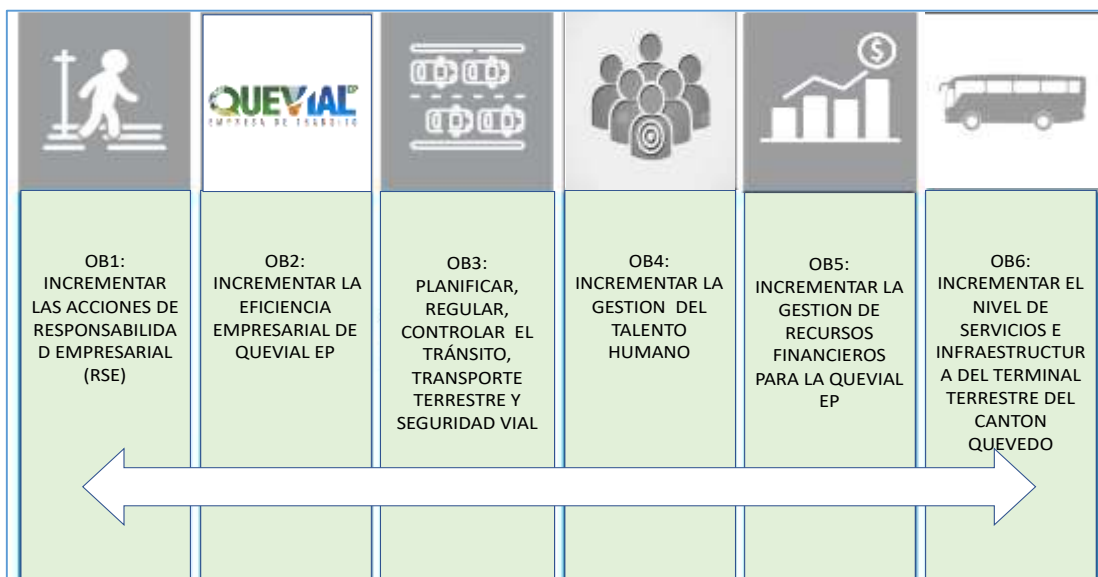 QUEVIAL EP
EMPRESA DE TRÁNSITO
$
OB1:
INCREMENTAR
LAS ACCIONES DE
RESPONSABILIDA
D EMPRESARIAL
(RSE)
OB2:
INCREMENTAR LA
EFICIENCIA
EMPRESARIAL DE
QUEVIAL EP
OB3:
PLANIFICAR,
REGULAR,
CONTROLAR EL
TRÁNSITO,
TRANSPORTE
TERRESTRE Y
SEGURIDAD VIAL
OB4:
INCREMENTAR LA
GESTION DEL
TALENTO
HUMANO
OB5:
INCREMENTAR LA
GESTION DE
RECURSOS
FINANCIEROS
PARA LA QUEVIAL
EP
OB6:
INCREMENTAR EL
NIVEL DE
SERVICIOS E
INFRAESTRUCTUR
A DEL TERMINAL
TERRESTRE DEL
CANTON
QUEVEDO